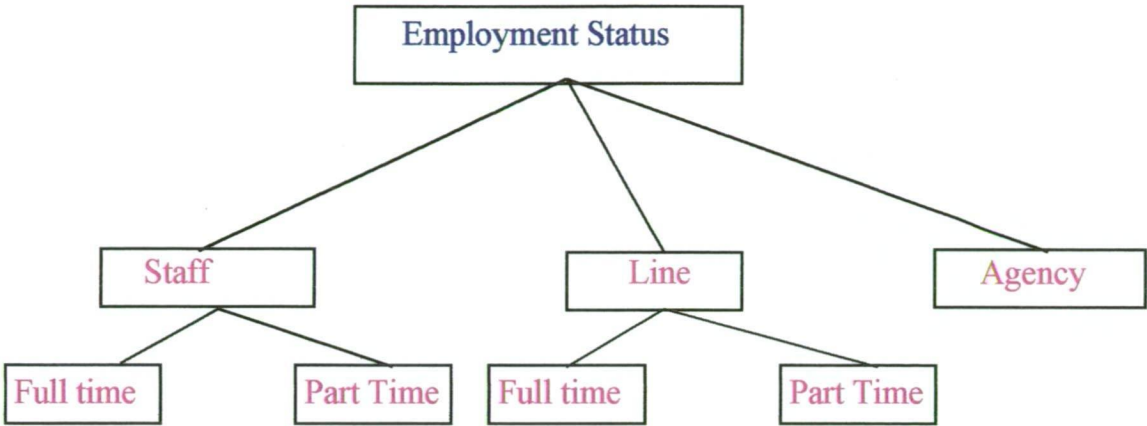 Employment Status
Staff
Line
Agency
Full time
Part Time
Full time
Part Time